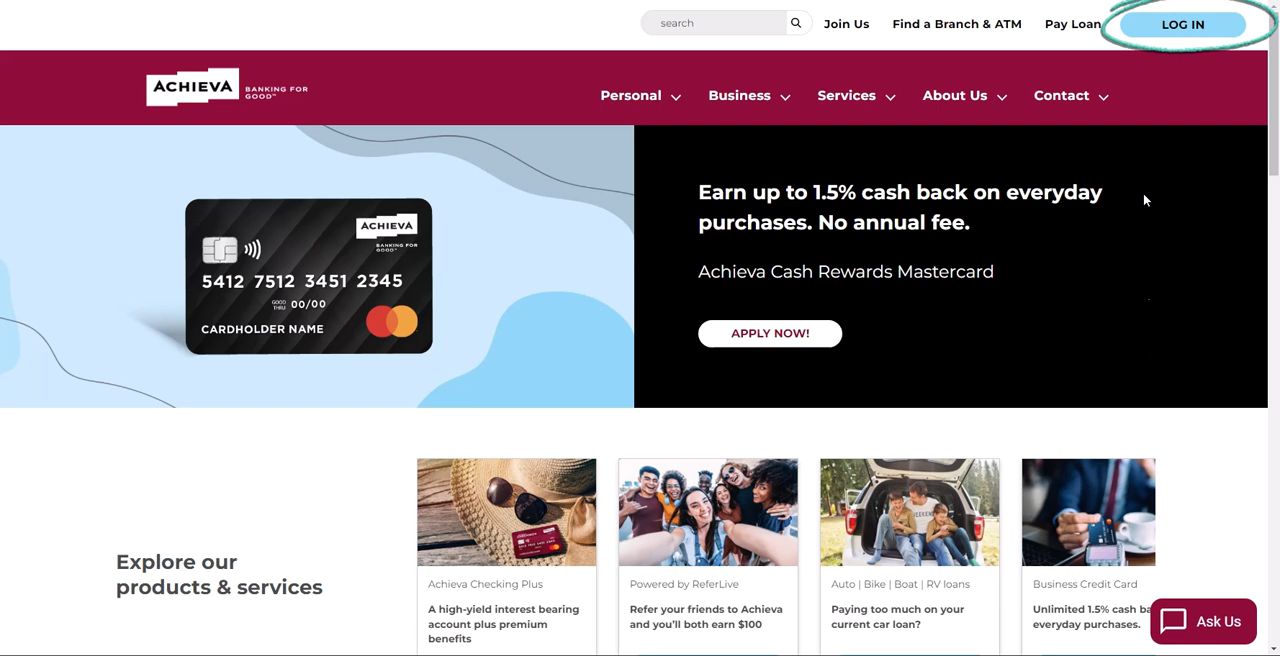 search
Join Us
Find a Branch & ATM
Pay Loan
LOG IN
ACHIEVA
BANKING FOR
GOOD™
Personal
Business
Services
About Us
Contact
ACHIEVA
BANKING FOR
GOOD™
5412 7512 3451 2345
GOOD
THRU 00/00
CARDHOLDER NAME
Earn up to 1.5% cash back on everyday
purchases. No annual fee.
Achieva Cash Rewards Mastercard
APPLY NOW!
Explore our
products & services
Achieva Checking Plus
A high-yield interest bearing
account plus premium
benefits
Powered by ReferLive
Refer your friends to Achieva
and you'll both earn $100
Auto | Bike | Boat | RV loans
Paying too much on your
current car loan?
Business Credit Card
Unlimited 1.5% cash ba
everyday purchases.
Ask Us